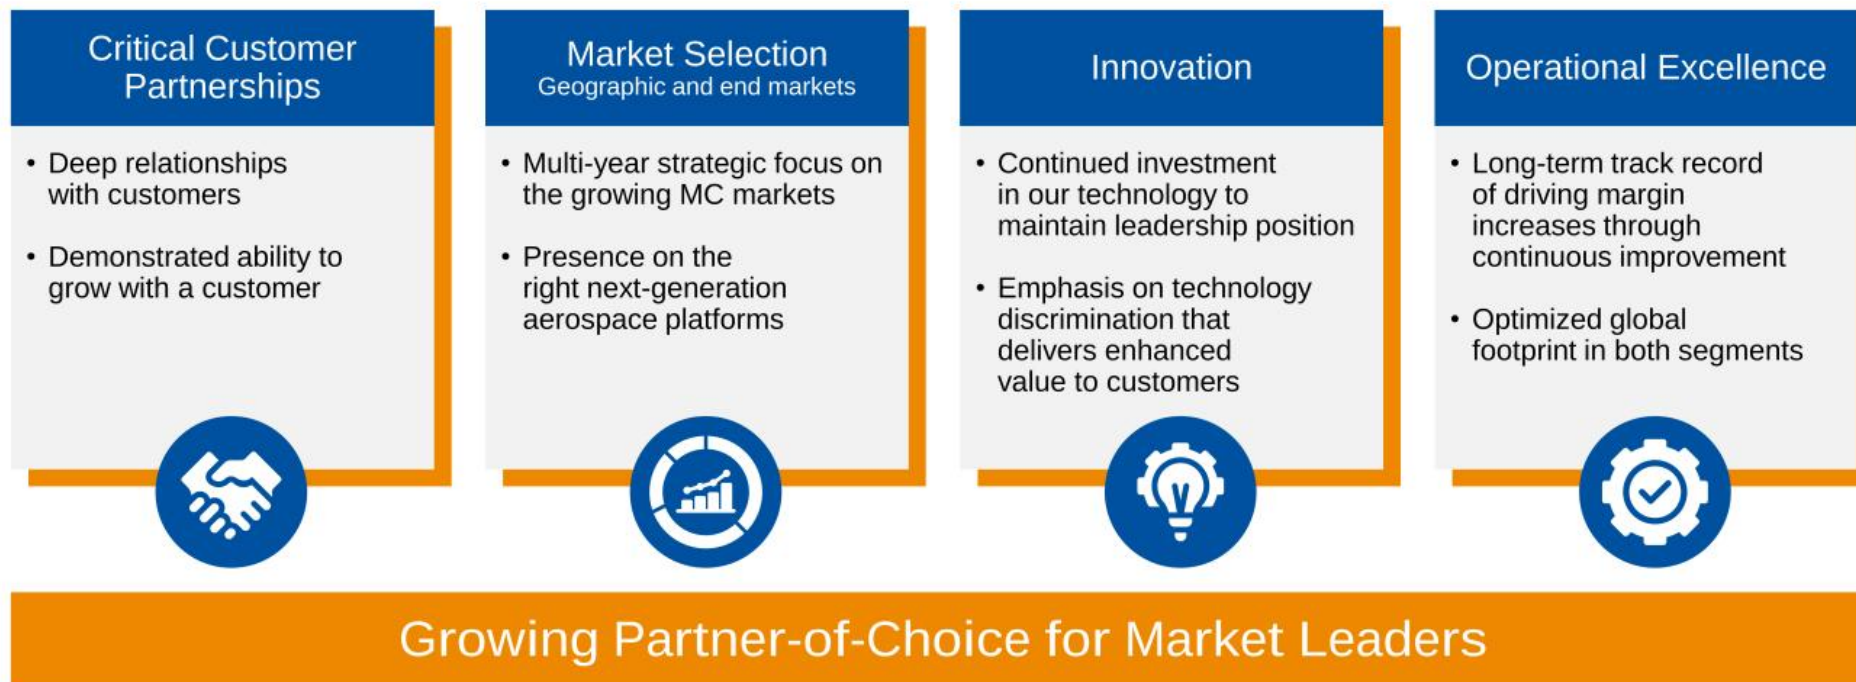 Critical Customer
Partnerships
• Deep relationships
with customers
• Demonstrated ability to
grow with a customer
Market Selection
Geographic and end markets
• Multi-year strategic focus on
the growing MC markets
• Presence on the
right next-generation
aerospace platforms
Innovation
• Continued investment
in our technology to
maintain leadership position
• Emphasis on technology
discrimination that
delivers enhanced
value to customers
Operational Excellence
• Long-term track record
of driving margin
increases through
continuous improvement
• Optimized global
footprint in both segments
Growing Partner-of-Choice for Market Leaders